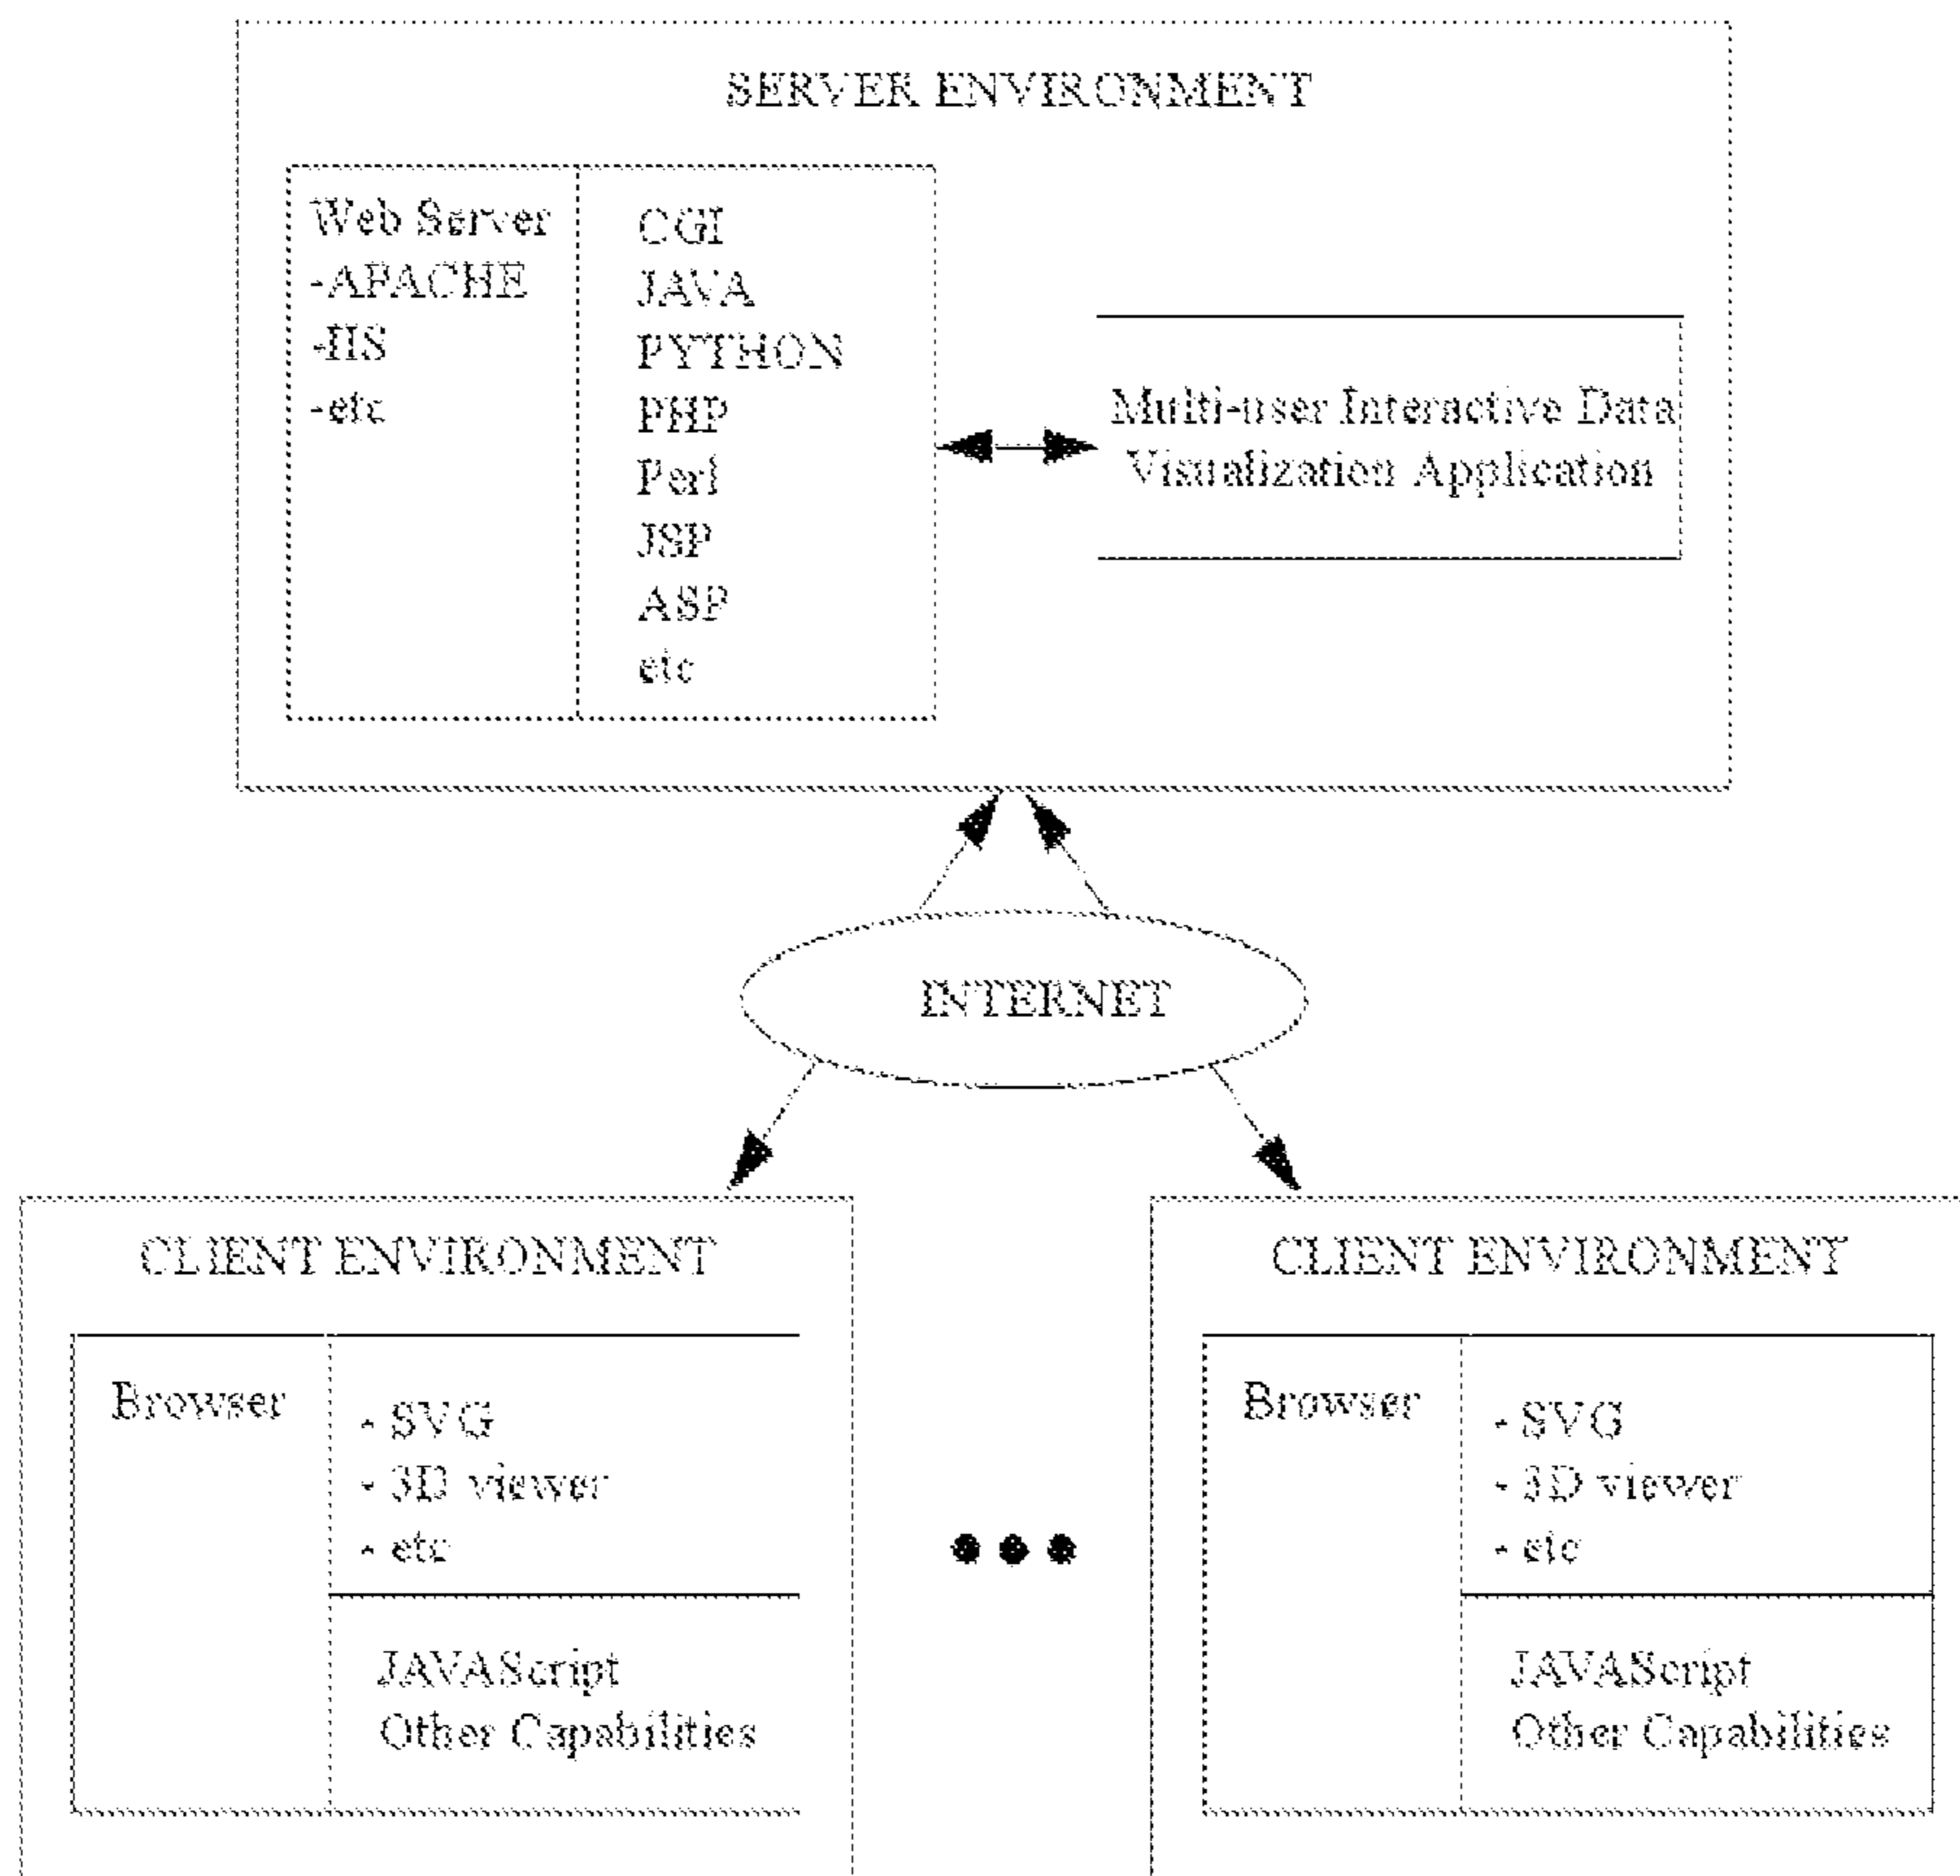 SERVER ENVIRONMENT
Web Server
-APACHE
-IIS
-etc
CGI
JAVA
PYTHON
PHP
Perl
JSP
ASP
etc
Multi-user Interactive Data
Visualization Application
INTERNET
CLIENT ENVIRONMENT
Browser
- SVG
- 3D viewer
- etc
JAVAScript
Other Capabilities
CLIENT ENVIRONMENT
Browser
- SVG
- 3D viewer
- etc
JAVAScript
Other Capabilities